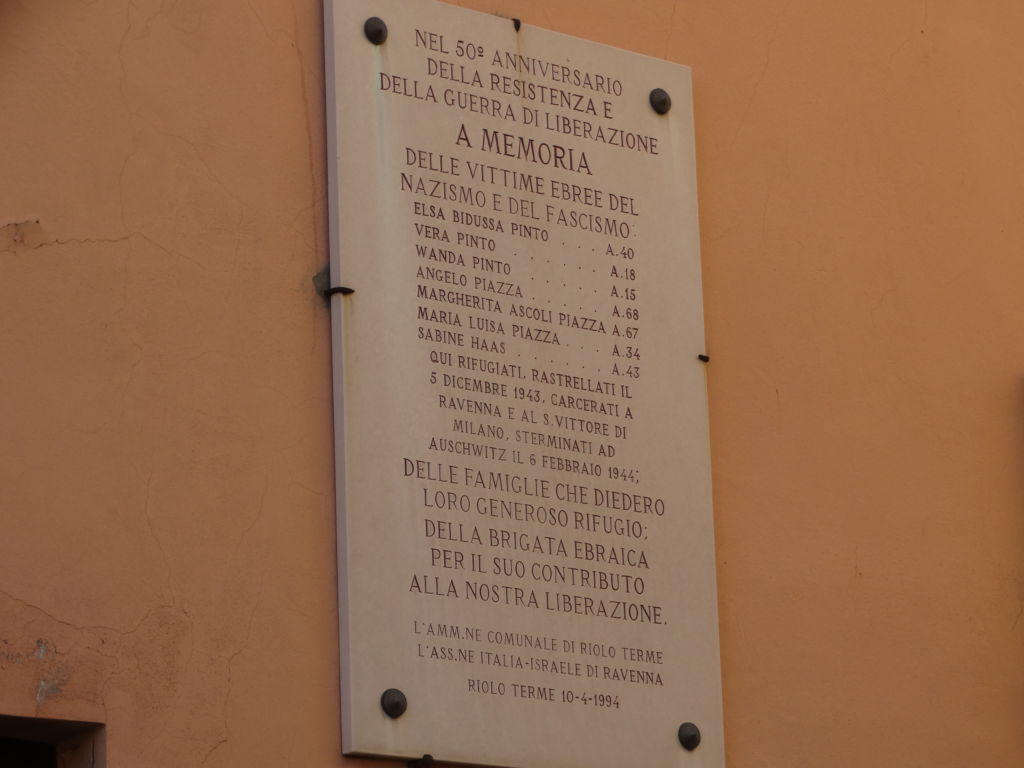 NEL 50º ANNIVERSARIO
DELLA RESISTENZA E
DELLA GUERRA DI LIBERAZIONE
A MEMORIA
DELLE VITTIME EBREE DEL
NAZISMO E DEL FASCISMO:
ELSA BIDUSSA PINTO . . . A.40
VERA PINTO . . . . . . A.18
WANDA PINTO . . . . . A.15
ANGELO PIAZZA . . . . . A.68
MARGHERITA ASCOLI PIAZZA A.67
MARIA LUISA PIAZZA . . . A.34
SABINE HAAS . . . . . . A.43
QUI RIFUGIATI, RASTRELLATI IL
5 DICEMBRE 1943, CARCERATI A
RAVENNA E AL S.VITTORE DI
MILANO, STERMINATI AD
AUSCHWITZ IL 6 FEBBRAIO 1944;
DELLE FAMIGLIE CHE DIEDERO
LORO GENEROSO RIFUGIO;
DELLA BRIGATA EBRAICA
PER IL SUO CONTRIBUTO
ALLA NOSTRA LIBERAZIONE.
L'AMM.NE COMUNALE DI RIOLO TERME
L'ASS.NE ITALIA-ISRAELE DI RAVENNA
RIOLO TERME 10-4-1994